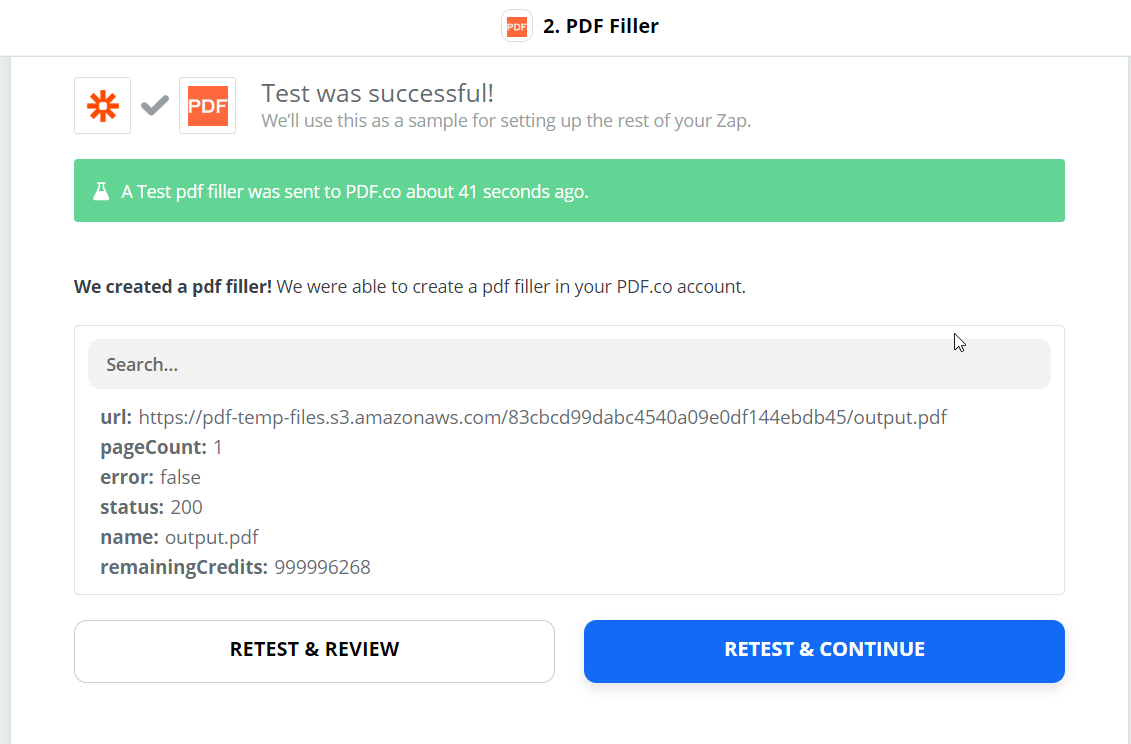 PDF
2. PDF Filler
PDF
Test was successful!
We’ll use this as a sample for setting up the rest of your Zap.
A Test pdf filler was sent to PDF.co about 41 seconds ago.
We created a pdf filler! We were able to create a pdf filler in your PDF.co account.
Search...
url: https://pdf-temp-files.s3.amazonaws.com/83cbcd99dabc4540a09e0df144ebdb45/output.pdf
pageCount: 1
error: false
status: 200
name: output.pdf
remainingCredits: 999996268
RETEST & REVIEW
RETEST & CONTINUE